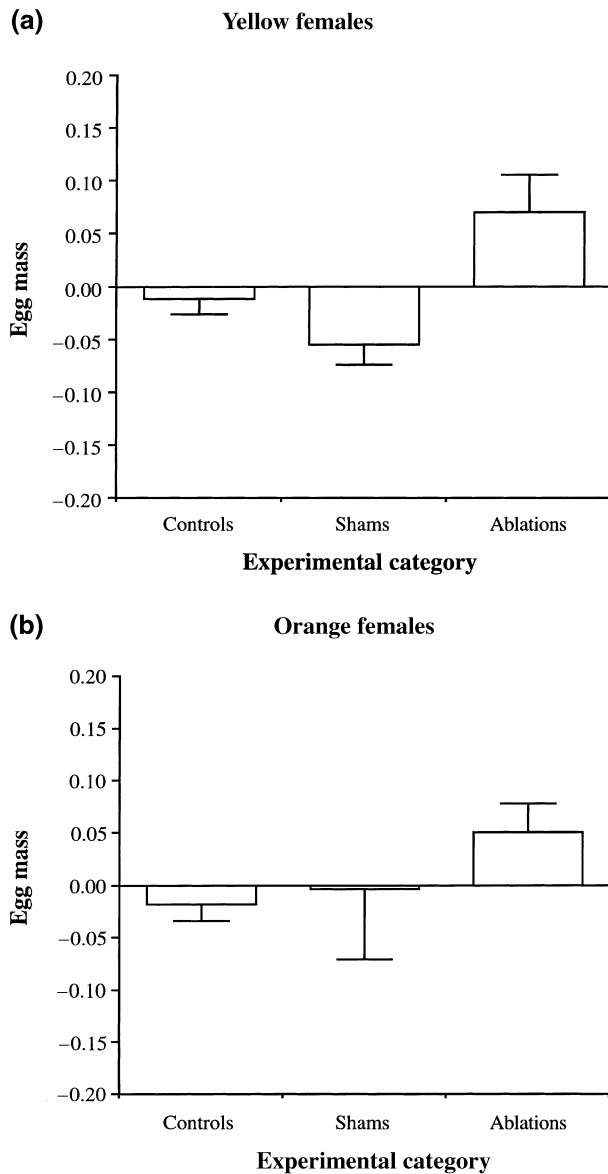 (a) Yellow females
0.20
0.15
0.10
0.05
0.00
−0.05
−0.10
−0.15
−0.20
Egg mass
Controls Shams Ablations
Experimental category
(b) Orange females
0.20
0.15
0.10
0.05
0.00
−0.05
−0.10
−0.15
−0.20
Egg mass
Controls Shams Ablations
Experimental category